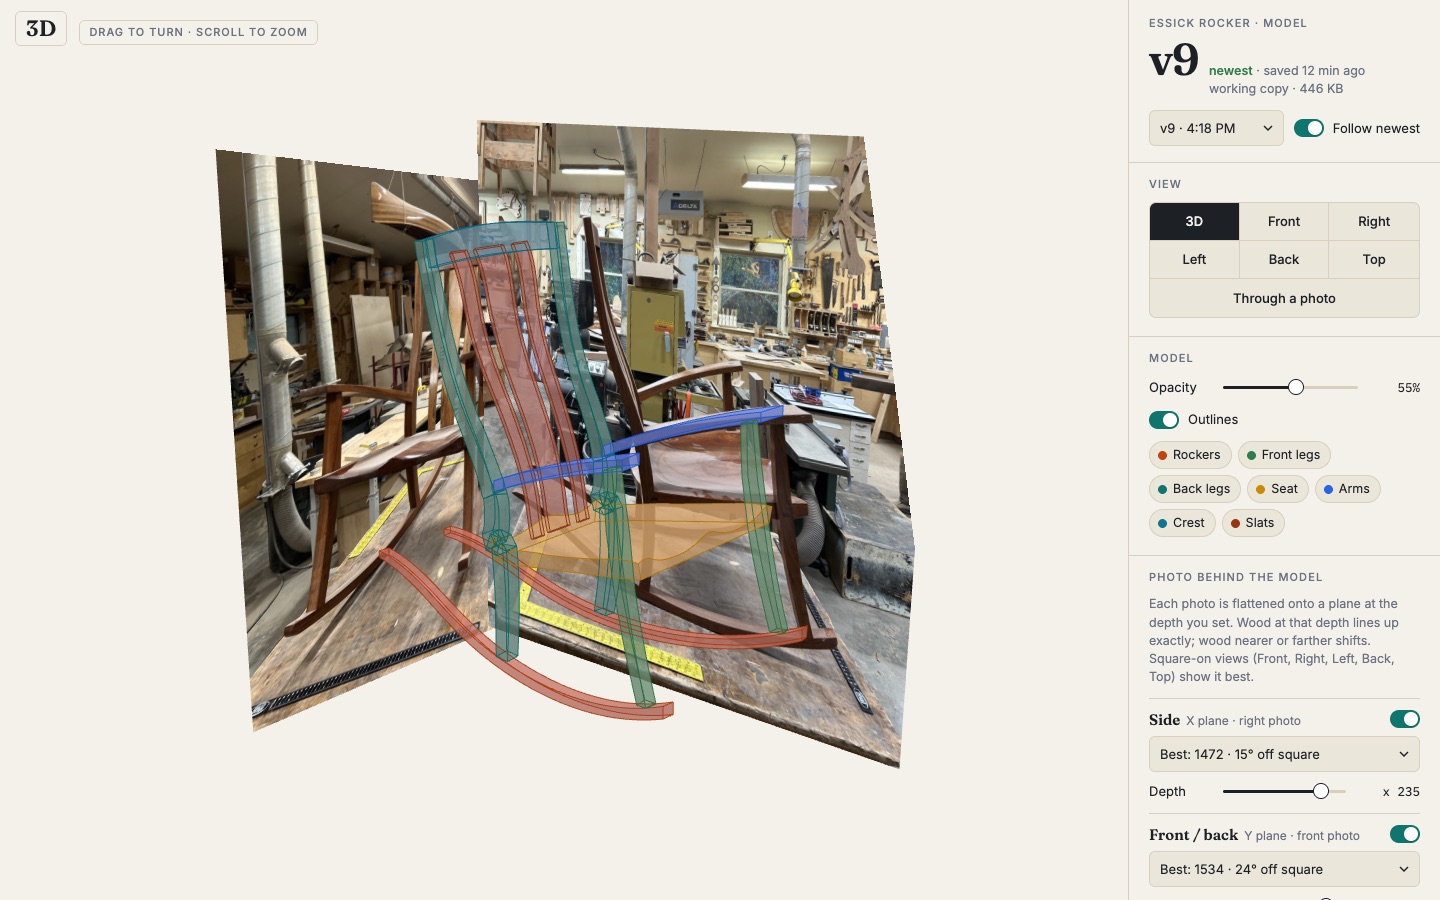 3D
DRAG TO TURN · SCROLL TO ZOOM
ESSICK ROCKER · MODEL
v9
newest · saved 12 min ago
working copy · 446 KB
v9 · 4:18 PM
Follow newest
VIEW
3D
Front
Right
Left
Back
Top
Through a photo
MODEL
Opacity
55%
Outlines
Rockers
Front legs
Back legs
Seat
Arms
Crest
Slats
PHOTO BEHIND THE MODEL
Each photo is flattened onto a plane at the
depth you set. Wood at that depth lines up
exactly; wood nearer or farther shifts.
Square-on views (Front, Right, Left, Back,
Top) show it best.
Side X plane · right photo
Best: 1472 · 15° off square
Depth
x 235
Front / back Y plane · front photo
Best: 1534 · 24° off square
DELTA